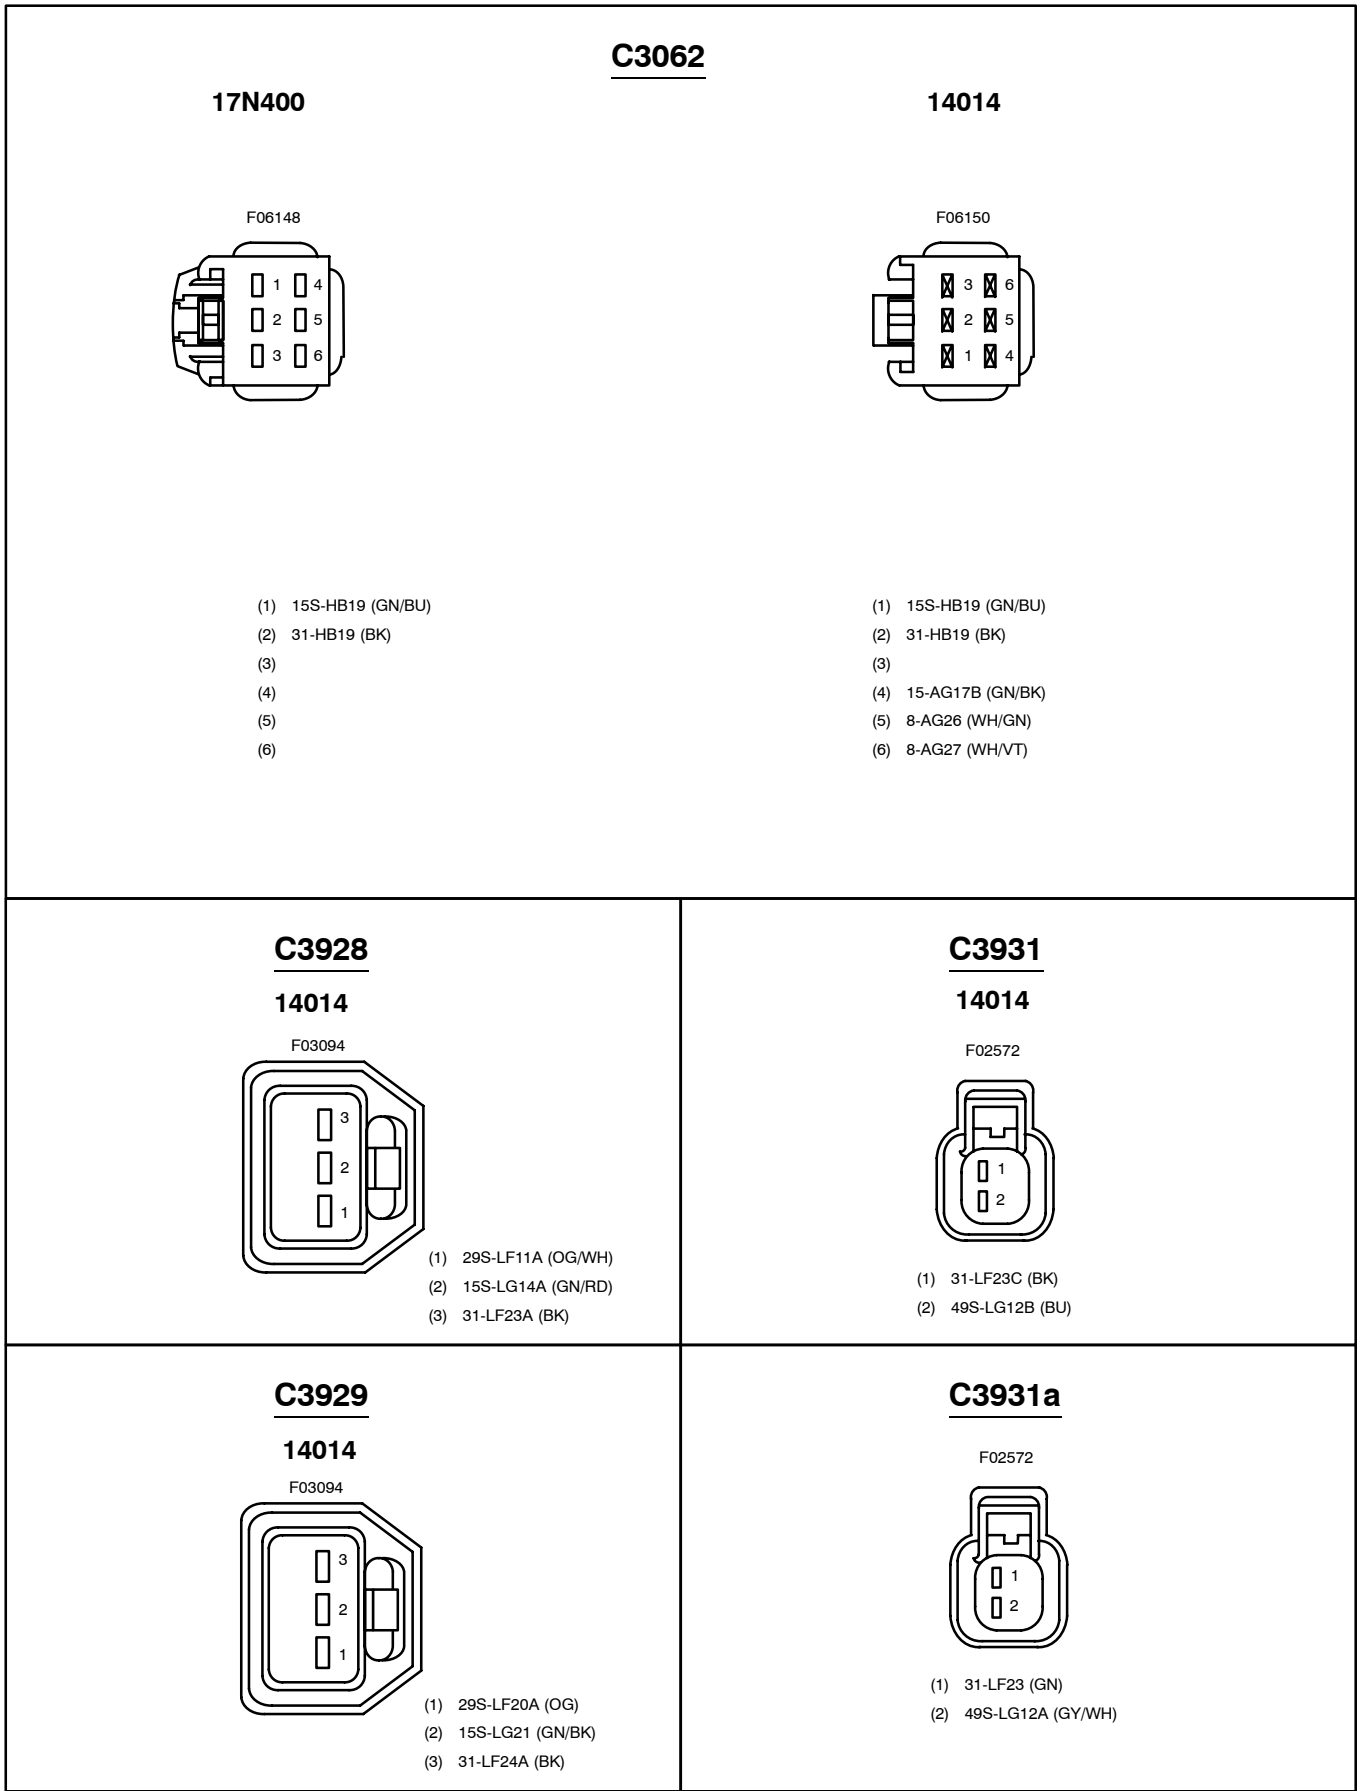 C3062
17N400
F06148
1 4
2 5
3 6
(1) 15S-HB19 (GN/BU)
(2) 31-HB19 (BK)
(3)
(4)
(5)
(6)
14014
F06150
3 6
2 5
1 4
(1) 15S-HB19 (GN/BU)
(2) 31-HB19 (BK)
(3)
(4) 15-AG17B (GN/BK)
(5) 8-AG26 (WH/GN)
(6) 8-AG27 (WH/VT)
C3928
14014
F03094
3
2
1
(1) 29S-LF11A (OG/WH)
(2) 15S-LG14A (GN/RD)
(3) 31-LF23A (BK)
C3931
14014
F02572
1
2
(1) 31-LF23C (BK)
(2) 49S-LG12B (BU)
C3929
14014
F03094
3
2
1
(1) 29S-LF20A (OG)
(2) 15S-LG21 (GN/BK)
(3) 31-LF24A (BK)
C3931a
F02572
1
2
(1) 31-LF23 (GN)
(2) 49S-LG12A (GY/WH)